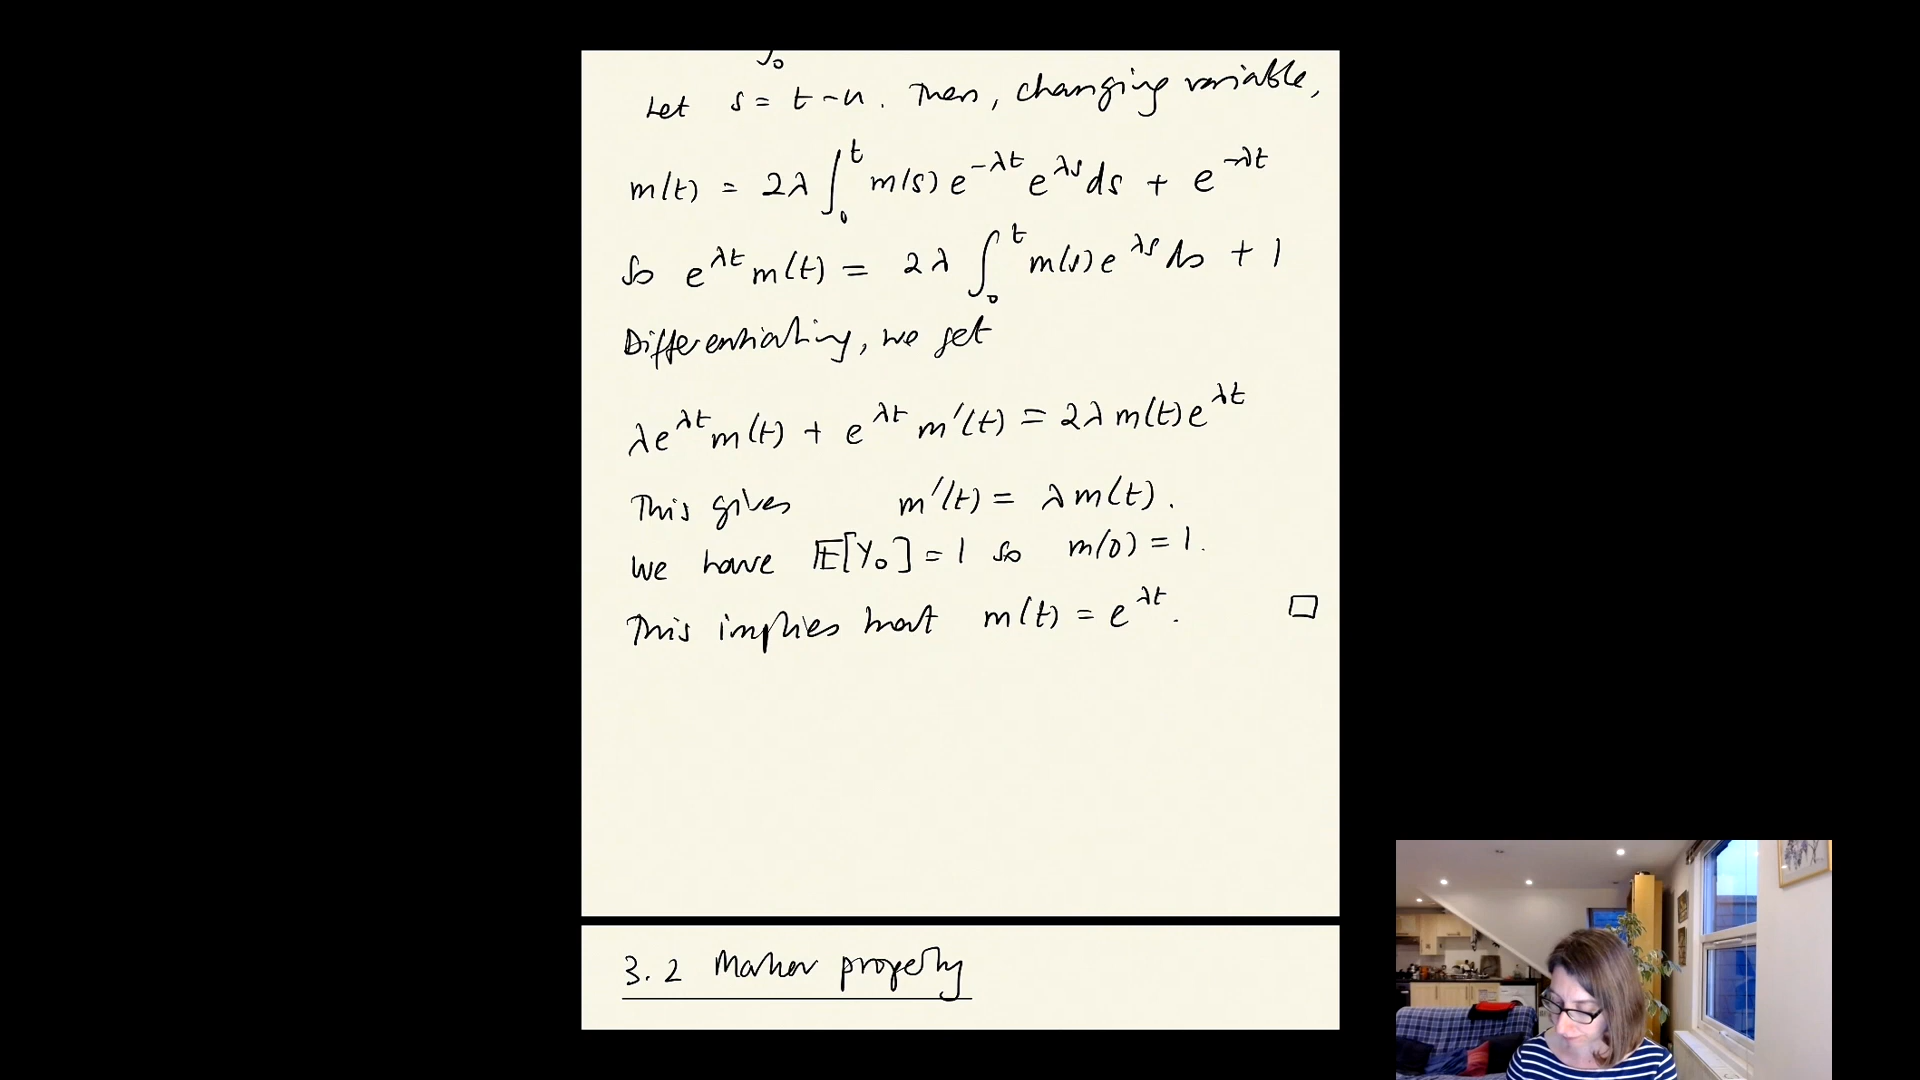 Let s = t-u. Then, changing variable,
m(t) = 2λ ∫₀ᵗ m(s) e^{-λt} e^{λs} ds + e^{-λt}
So e^{λt} m(t) = 2λ ∫₀ᵗ m(s) e^{λs} ds + 1
Differentiating, we get
λe^{λt} m(t) + e^{λt} m'(t) = 2λ m(t) e^{λt}
This gives m'(t) = λ m(t).
We have 𝔼[Y₀] = 1 so m(0) = 1.
This implies that m(t) = e^{λt}. □
3.2 Markov property